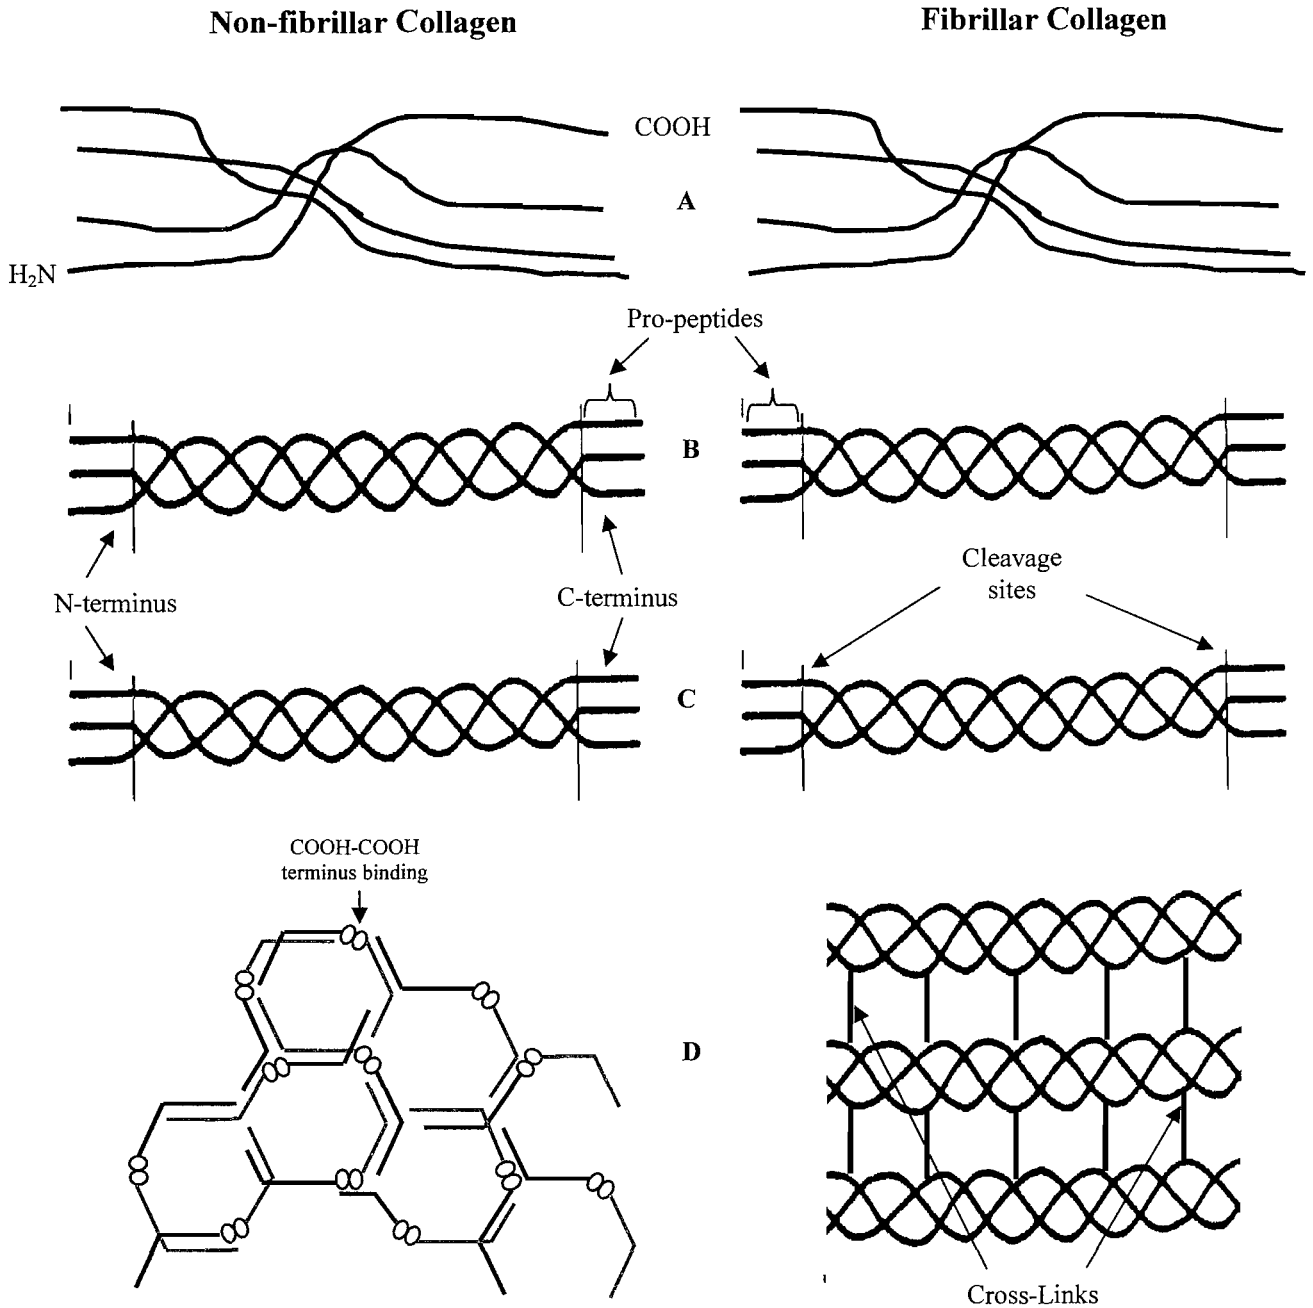 Non-fibrillar Collagen
Fibrillar Collagen
COOH
A
H₂N
Pro-peptides
B
N-terminus
C-terminus
Cleavage
sites
C
COOH-COOH
terminus binding
D
Cross-Links